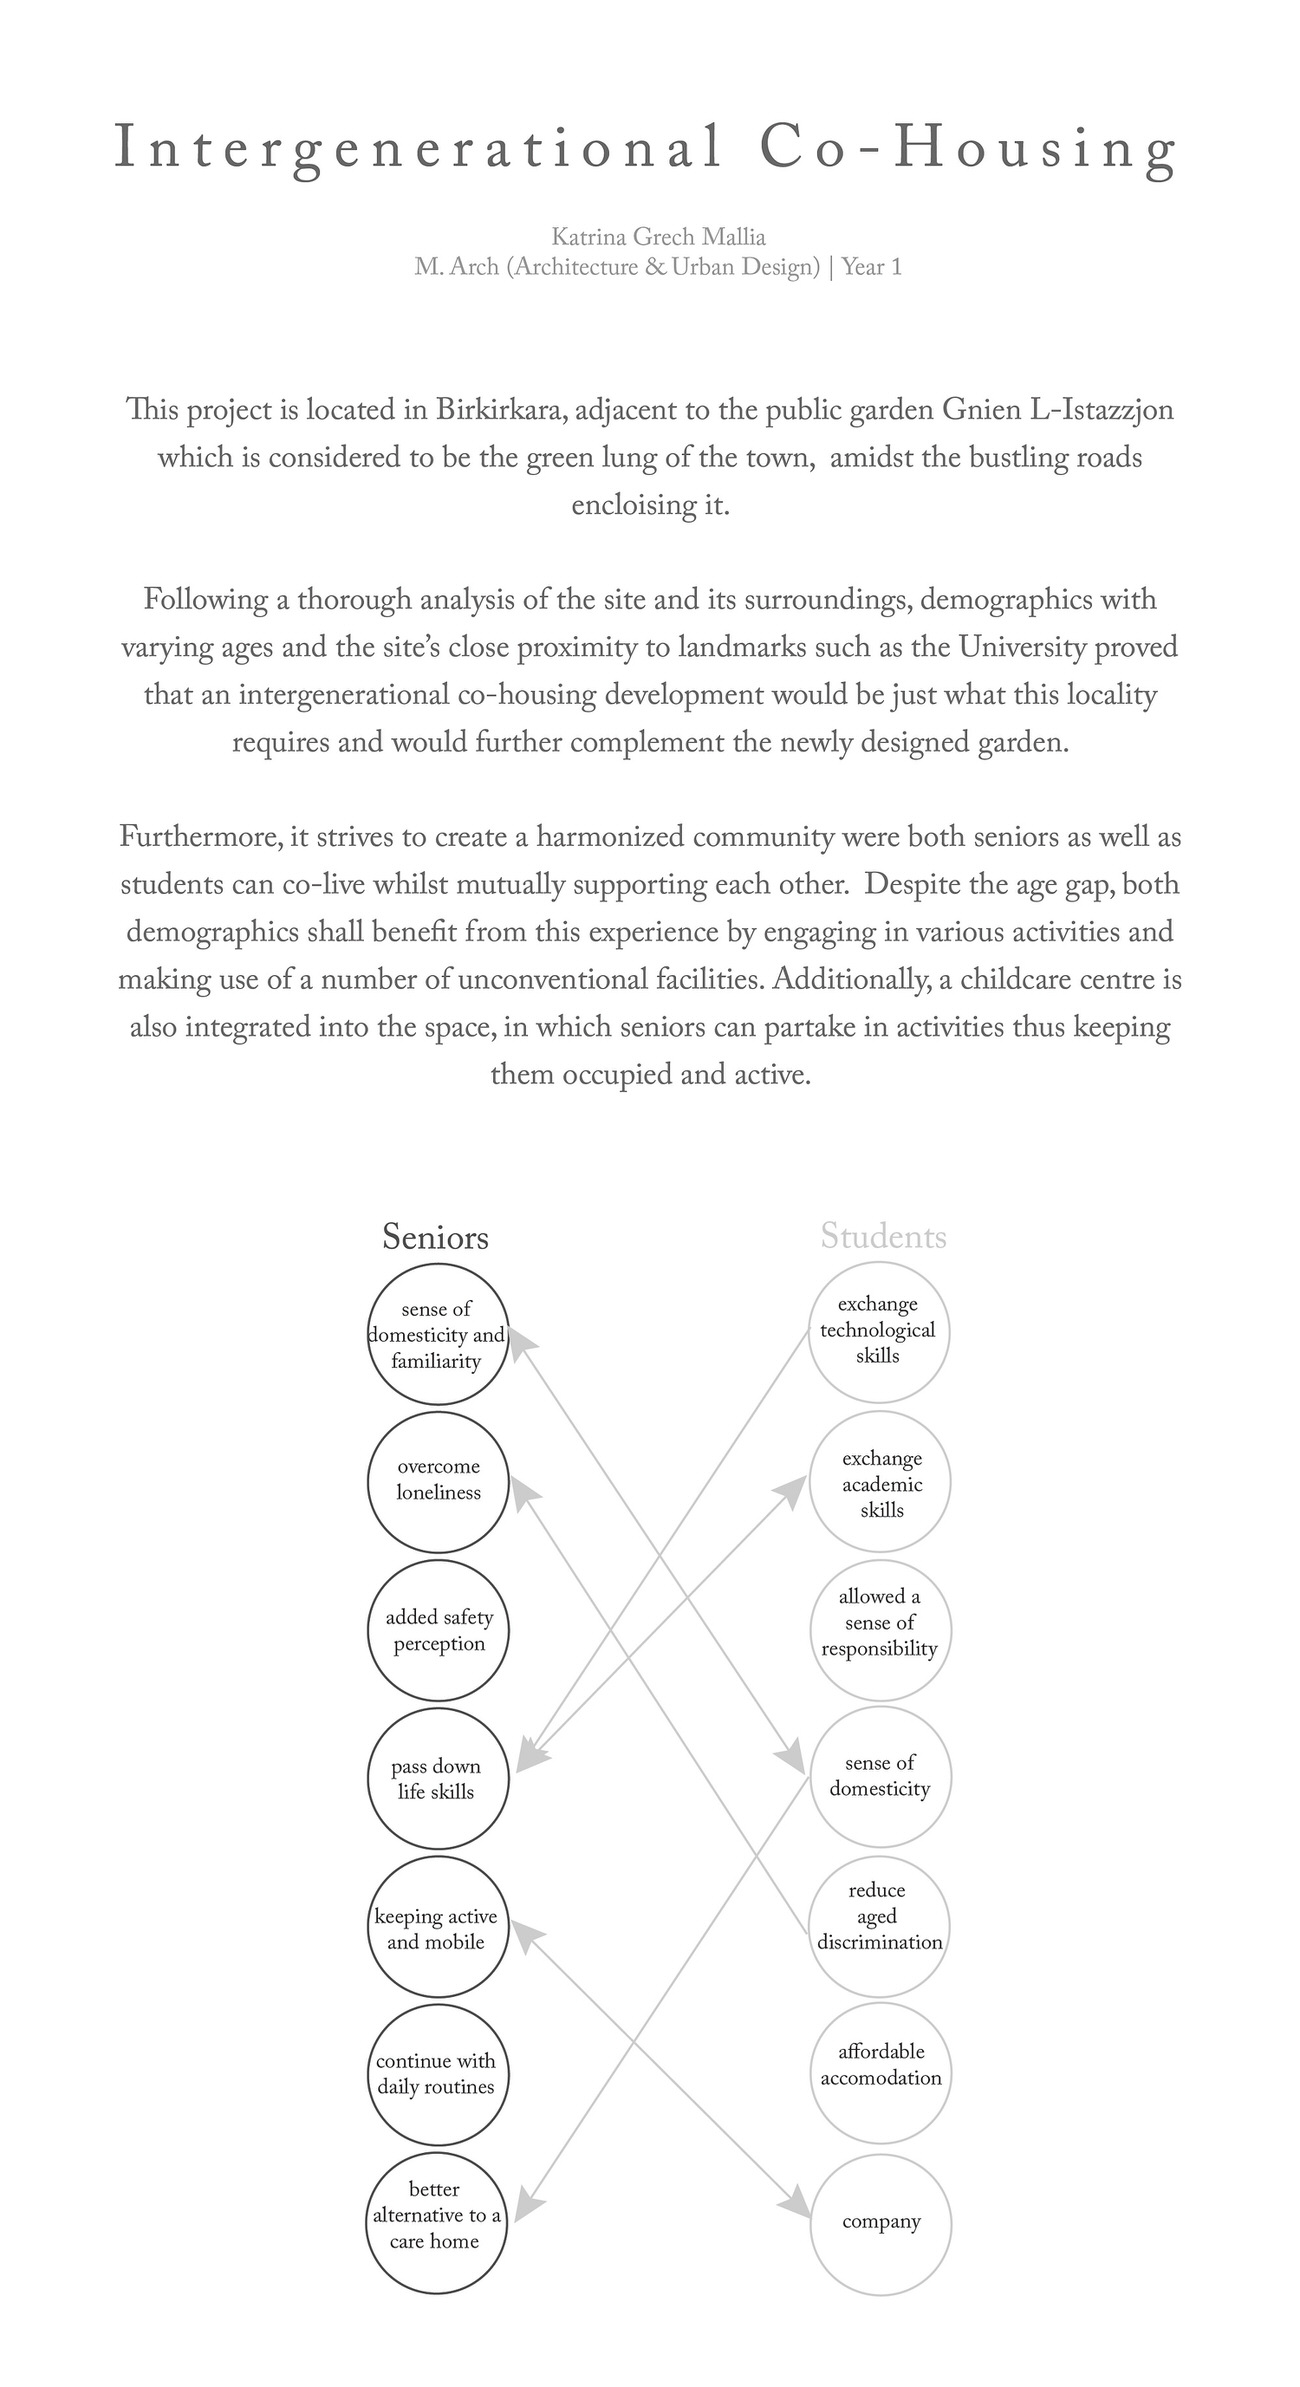 Intergenerational Co-Housing
Katrina Grech Mallia
M. Arch (Architecture & Urban Design) | Year 1
This project is located in Birkirkara, adjacent to the public garden Gnien L-Istazzjon
which is considered to be the green lung of the town,  amidst the bustling roads
encloising it.
Following a thorough analysis of the site and its surroundings, demographics with
varying ages and the site’s close proximity to landmarks such as the University proved
that an intergenerational co-housing development would be just what this locality
requires and would further complement the newly designed garden.
Furthermore, it strives to create a harmonized community were both seniors as well as
students can co-live whilst mutually supporting each other.  Despite the age gap, both
demographics shall benefit from this experience by engaging in various activities and
making use of a number of unconventional facilities. Additionally, a childcare centre is
also integrated into the space, in which seniors can partake in activities thus keeping
them occupied and active.
Seniors
sense of
domesticity and
familiarity
overcome
loneliness
added safety
perception
pass down
life skills
keeping active
and mobile
continue with
daily routines
better
alternative to a
care home
Students
exchange
technological
skills
exchange
academic
skills
allowed a
sense of
responsibility
sense of
domesticity
reduce
aged
discrimination
affordable
accomodation
company